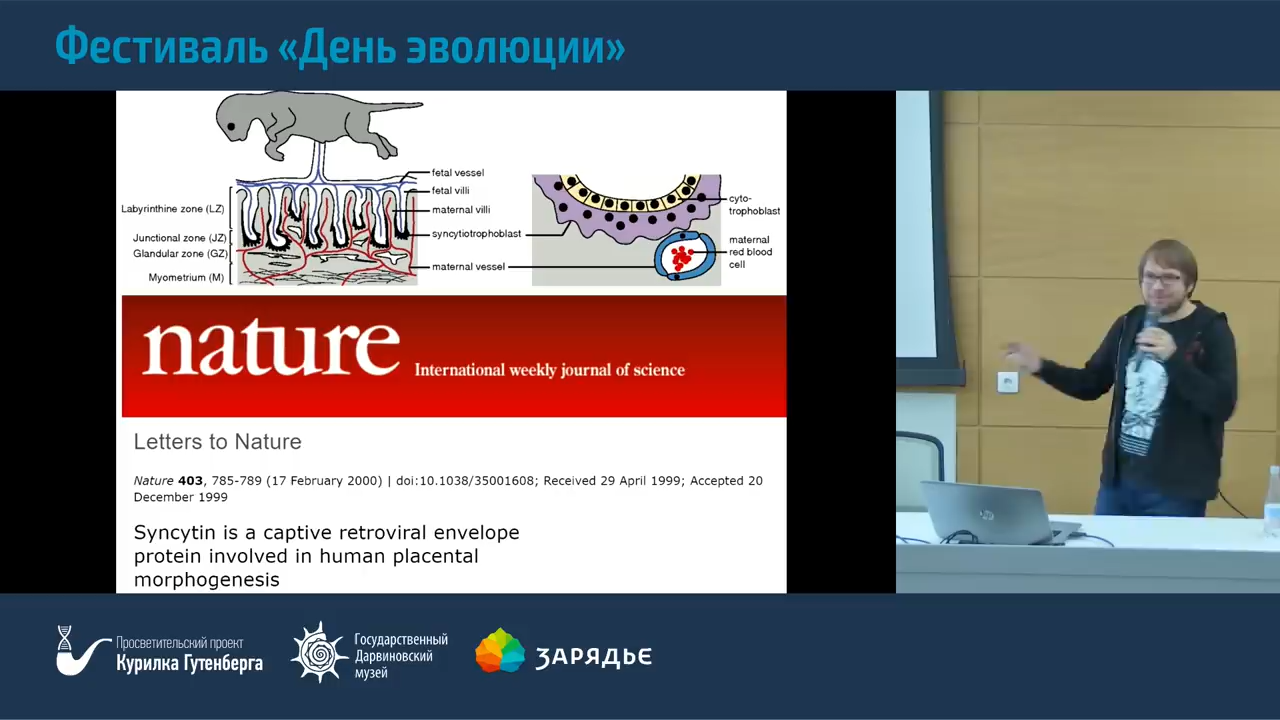 Фестиваль «День эволюции»
fetal vessel
fetal villi
Labyrinthine zone (LZ)
maternal villi
cyto-
trophoblast
Junctional zone (JZ)
syncytiotrophoblast
Glandular zone (GZ)
maternal
red blood
cell
maternal vessel
Myometrium (M)
nature
International weekly journal of science
Letters to Nature
Nature 403, 785-789 (17 February 2000) | doi:10.1038/35001608; Received 29 April 1999; Accepted 20
December 1999
Syncytin is a captive retroviral envelope
protein involved in human placental
morphogenesis
hp
Просветительский проект
Курилка Гутенберга
Государственный
Дарвиновский
музей
ЗАРЯДЬЕ